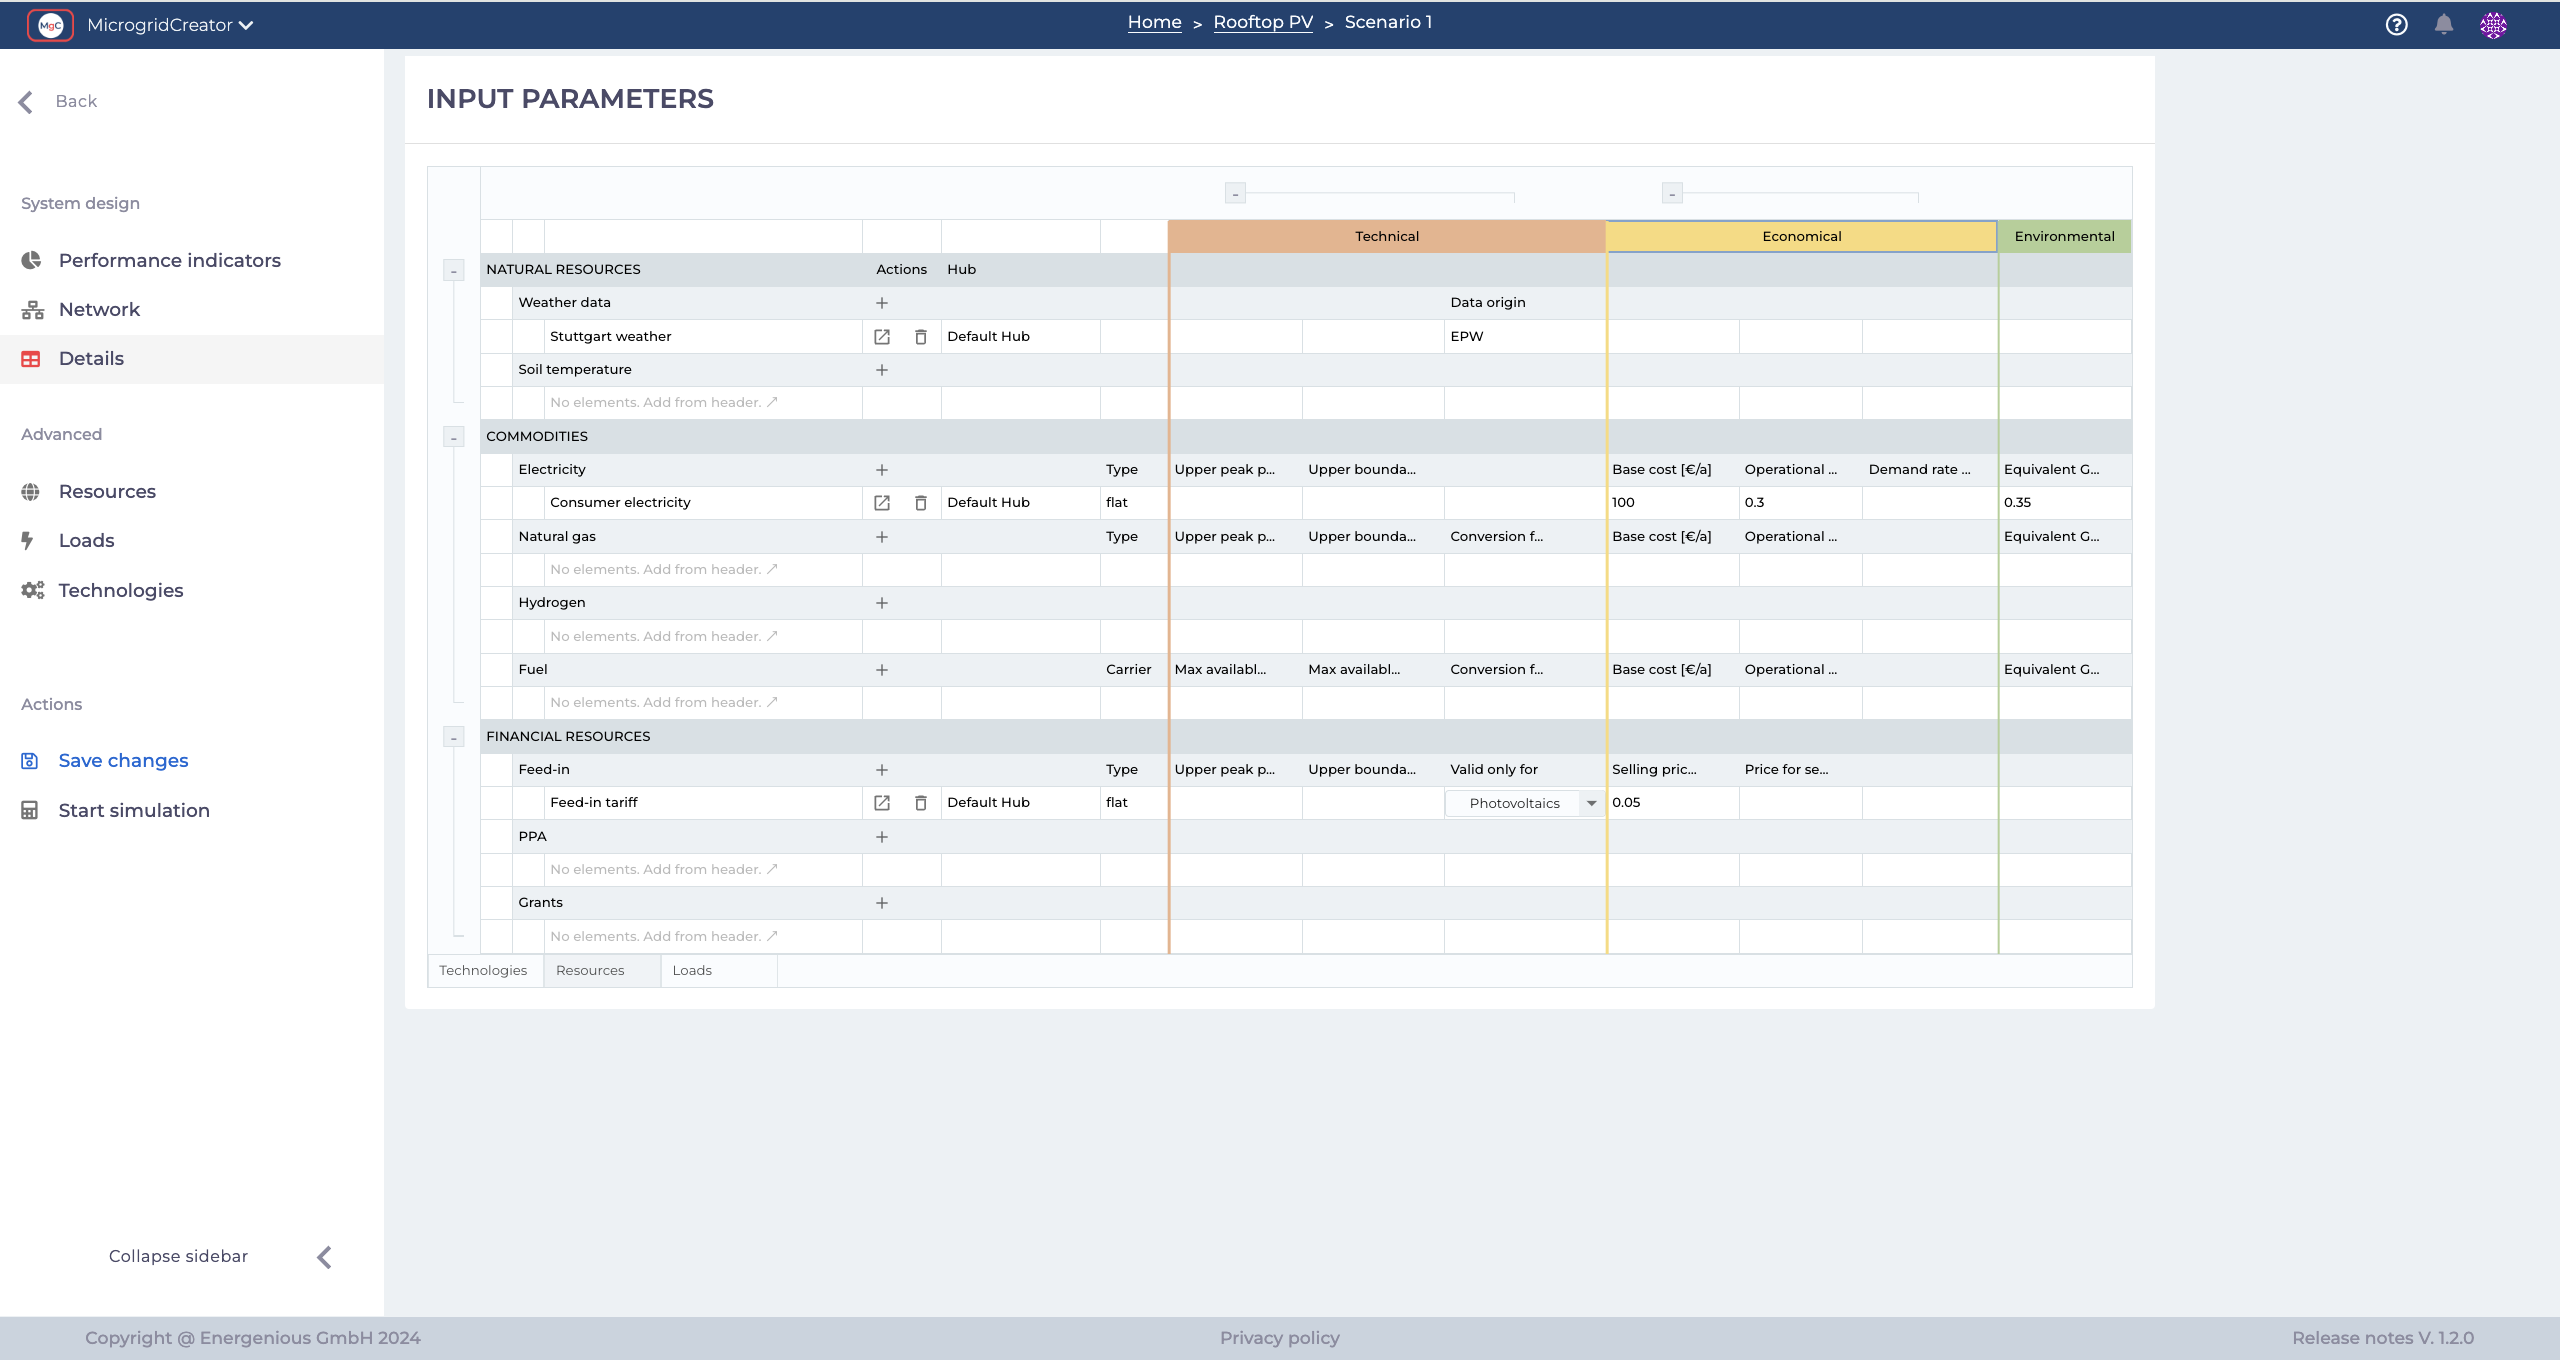 MgC MicrogridCreator
Home > Rooftop PV > Scenario 1
Back
System design
Performance indicators
Network
Details
Advanced
Resources
Loads
Technologies
Actions
Save changes
Start simulation
Collapse sidebar
INPUT PARAMETERS
- -
Technical Economical Environmental
- NATURAL RESOURCES Actions Hub
Weather data + Data origin
Stuttgart weather Default Hub EPW
Soil temperature +
No elements. Add from header. ↗
- COMMODITIES
Electricity + Type Upper peak p... Upper bounda... Base cost [€/a] Operational ... Demand rate ... Equivalent G...
Consumer electricity Default Hub flat 100 0.3 0.35
Natural gas + Type Upper peak p... Upper bounda... Conversion f... Base cost [€/a] Operational ... Equivalent G...
No elements. Add from header. ↗
Hydrogen +
No elements. Add from header. ↗
Fuel + Carrier Max availabl... Max availabl... Conversion f... Base cost [€/a] Operational ... Equivalent G...
No elements. Add from header. ↗
- FINANCIAL RESOURCES
Feed-in + Type Upper peak p... Upper bounda... Valid only for Selling pric... Price for se...
Feed-in tariff Default Hub flat Photovoltaics 0.05
PPA +
No elements. Add from header. ↗
Grants +
No elements. Add from header. ↗
Technologies Resources Loads
Copyright @ Energenious GmbH 2024 Privacy policy Release notes V. 1.2.0